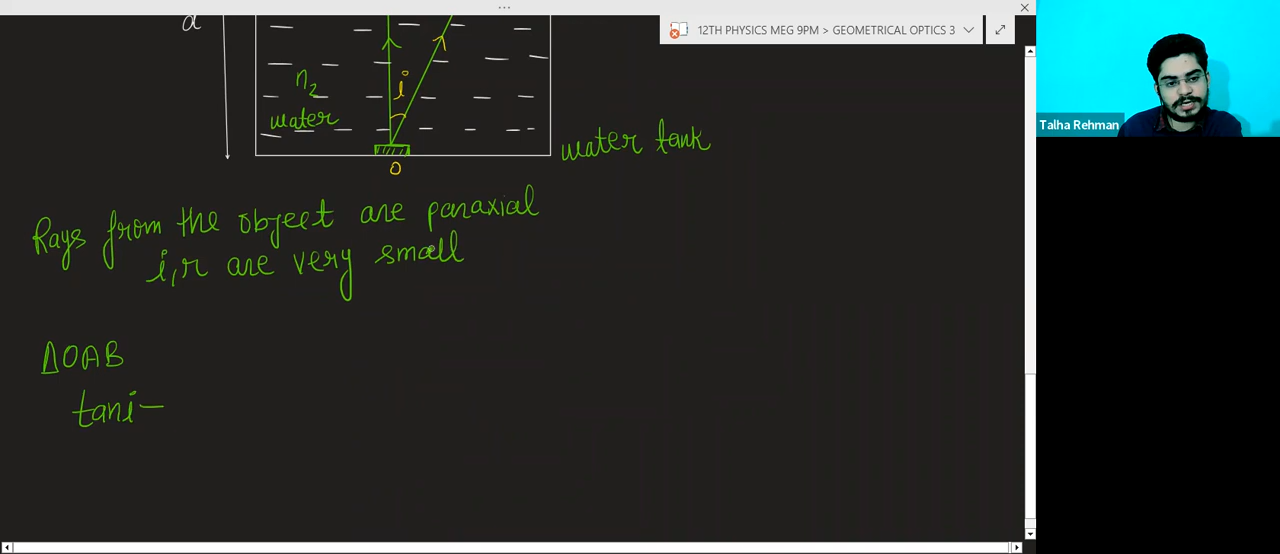 12TH PHYSICS MEG 9PM > GEOMETRICAL OPTICS 3
d
i
n2
water
O
water tank
Talha Rehman
Rays from the object are paraxial
i, r are very small
ΔOAB
tani -